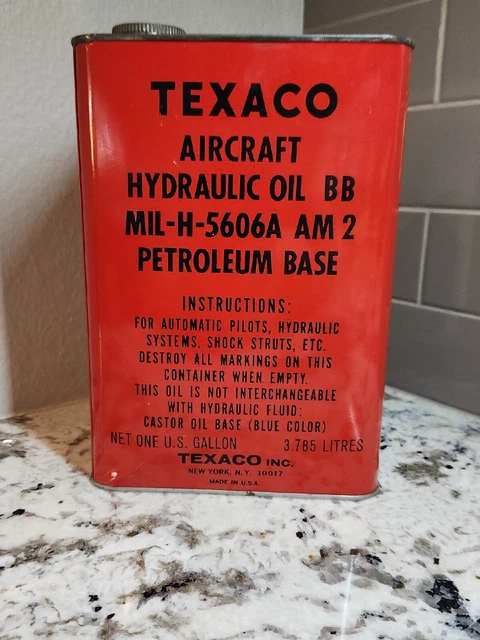 TEXACO
AIRCRAFT
HYDRAULIC OIL BB
MIL-H-5606A AM 2
PETROLEUM BASE
INSTRUCTIONS:
FOR AUTOMATIC PILOTS, HYDRAULIC
SYSTEMS, SHOCK STRUTS, ETC.
DESTROY ALL MARKINGS ON THIS
CONTAINER WHEN EMPTY.
THIS OIL IS NOT INTERCHANGEABLE
WITH HYDRAULIC FLUID:
CASTOR OIL BASE (BLUE COLOR)
NET ONE U.S. GALLON 3.785 LITRES
TEXACO INC.
NEW YORK, N.Y. 10017
MADE IN U.S.A.